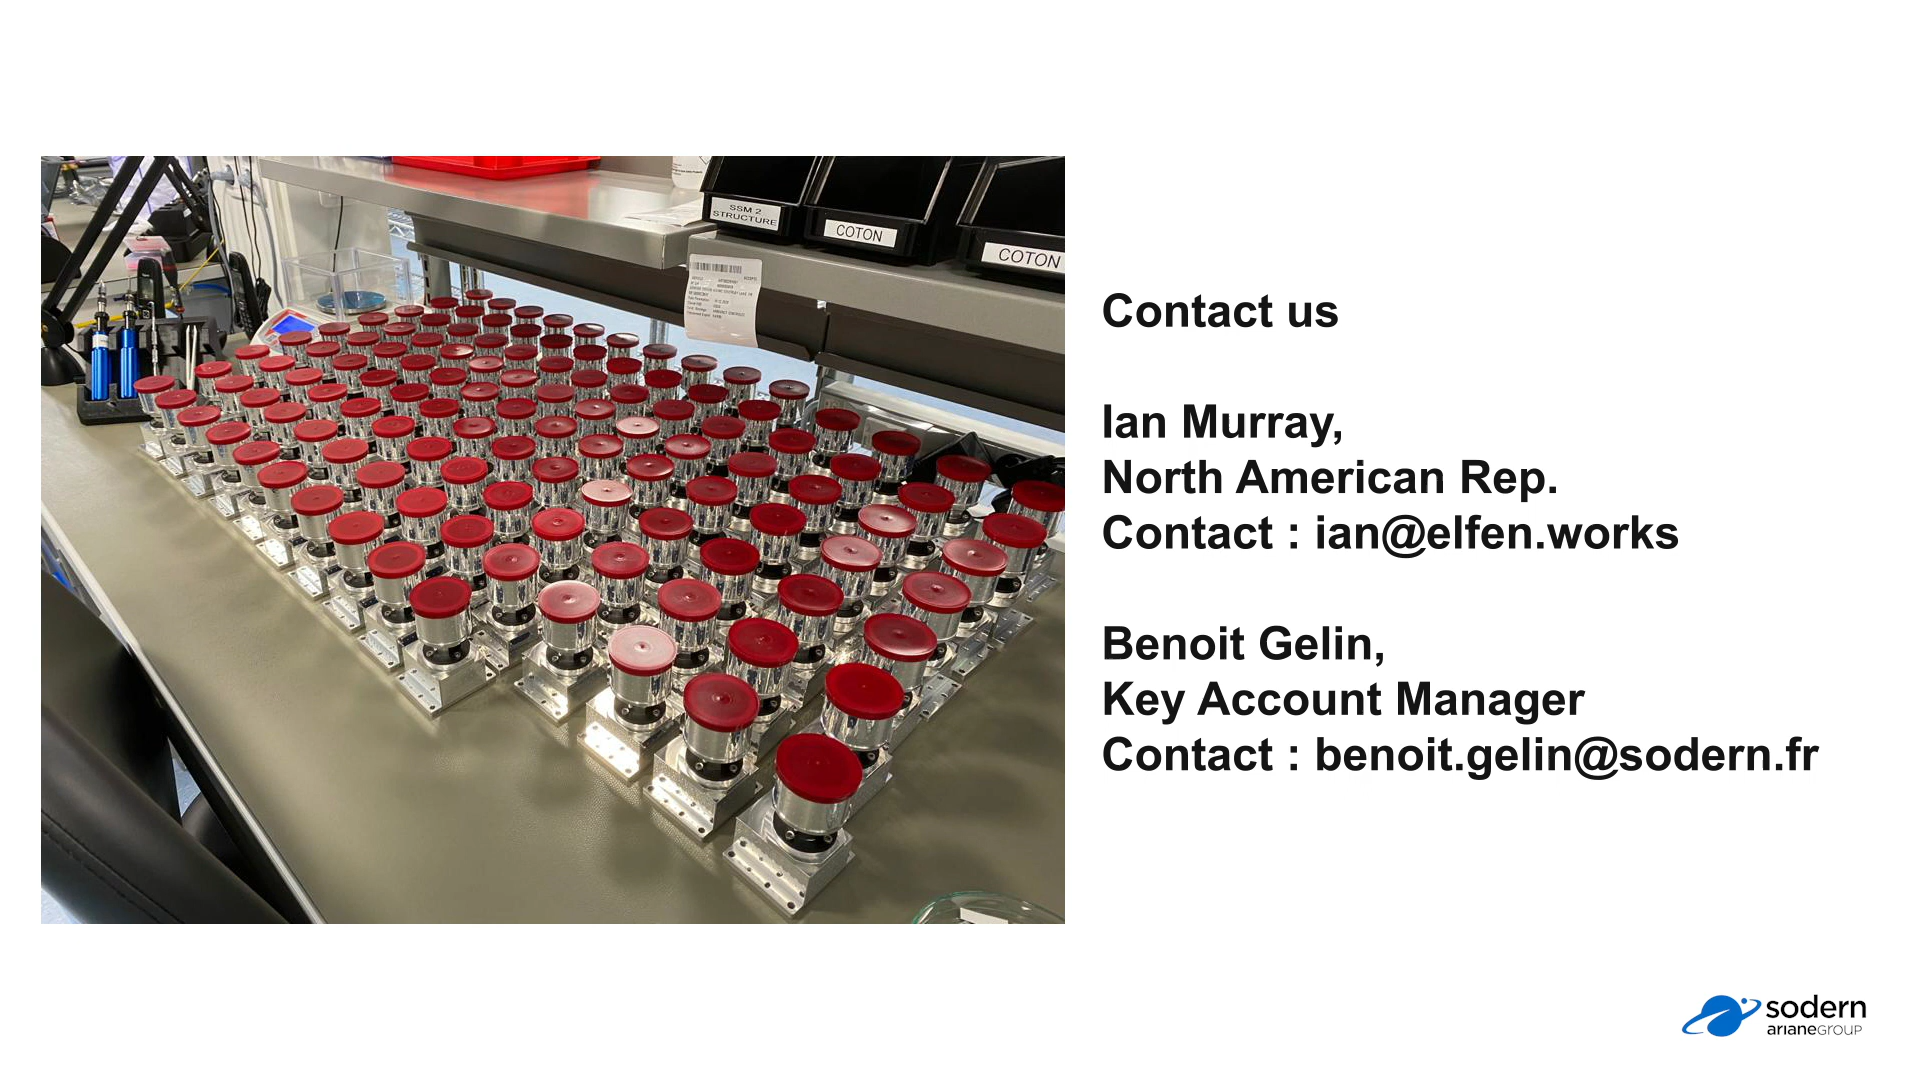 SSM 2
STRUCTURE
COTON
COTON
Contact us
Ian Murray,
North American Rep.
Contact : ian@elfen.works
Benoit Gelin,
Key Account Manager
Contact : benoit.gelin@sodern.fr
sodern
arıaneGROUP